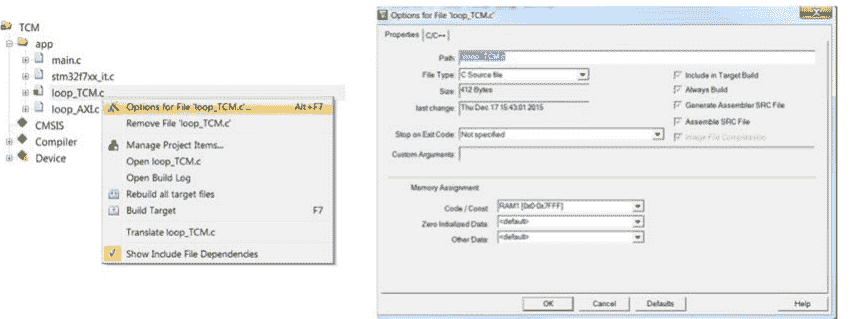 TCM
app
main.c
stm32f7xx_it.c
loop_TCM.c
loop_AXI.c
CMSIS
Compiler
Device
Options for File 'loop_TCM.c'... Alt+F7
Remove File 'loop_TCM.c'
Manage Project Items...
Open loop_TCM.c
Open Build Log
Rebuild all target files
Build Target F7
Translate loop_TCM.c
Show Include File Dependencies
Options for File 'loop_TCM.c'
Properties C/C++
Path: loop_TCM.c
File Type: C Source file
Size: 412 Bytes
last change: Thu Dec 17 15:43:01 2015
Stop on Exit Code: Not specified
Custom Arguments:
Include in Target Build
Always Build
Generate Assembler SRC File
Assemble SRC File
Image File Compression
Memory Assignment:
Code / Const: RAM1 [0x0-0x7FFF]
Zero Initialized Data: <default>
Other Data: <default>
OK Cancel Defaults Help